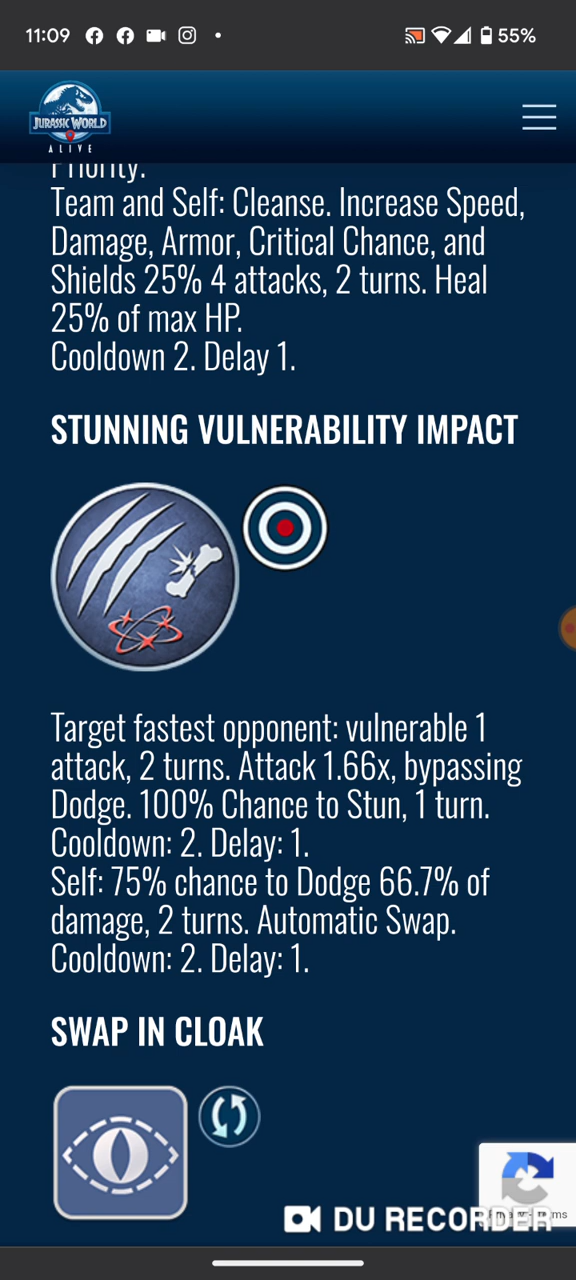 11:09
55%
JURASSIC WORLD
ALIVE
Priority.
Team and Self: Cleanse. Increase Speed,
Damage, Armor, Critical Chance, and
Shields 25% 4 attacks, 2 turns. Heal
25% of max HP.
Cooldown 2. Delay 1.
STUNNING VULNERABILITY IMPACT
Target fastest opponent: vulnerable 1
attack, 2 turns. Attack 1.66x, bypassing
Dodge. 100% Chance to Stun, 1 turn.
Cooldown: 2. Delay: 1.
Self: 75% chance to Dodge 66.7% of
damage, 2 turns. Automatic Swap.
Cooldown: 2. Delay: 1.
SWAP IN CLOAK
DU RECORDER